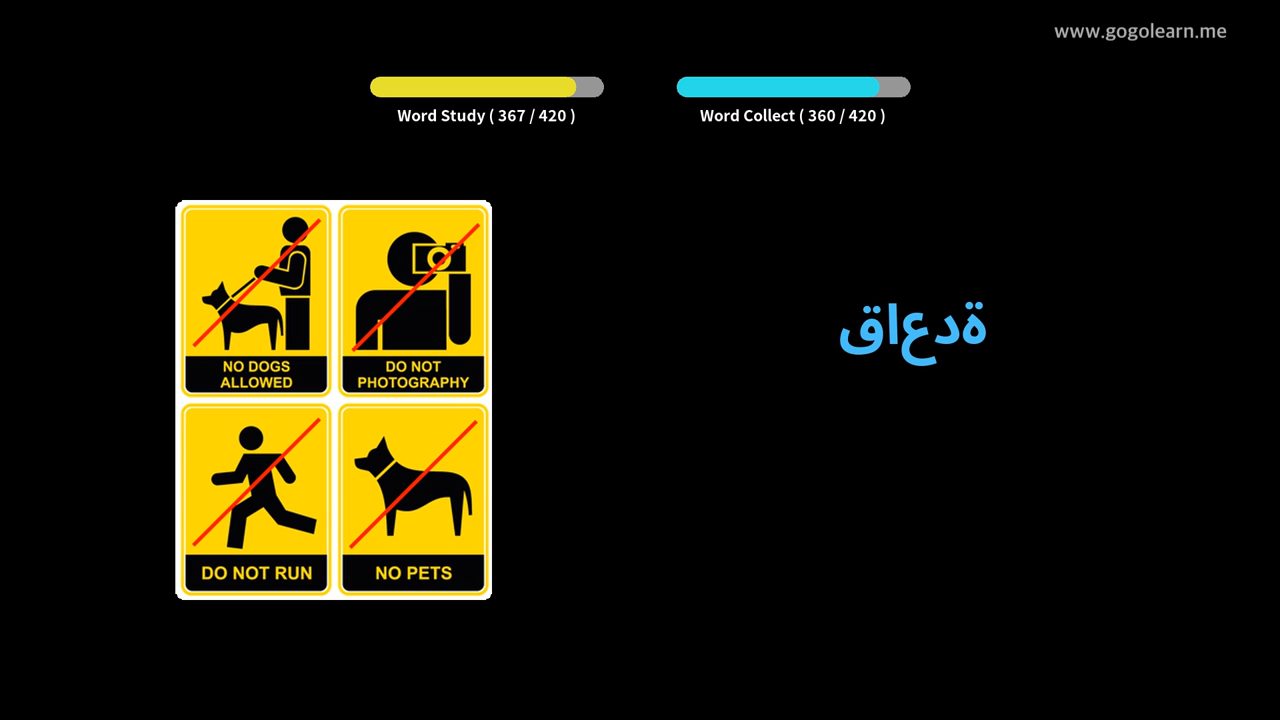 www.gogolearn.me
Word Study ( 367 / 420 )
Word Collect ( 360 / 420 )
NO DOGS
ALLOWED
DO NOT
PHOTOGRAPHY
ةدعاق
DO NOT RUN
NO PETS